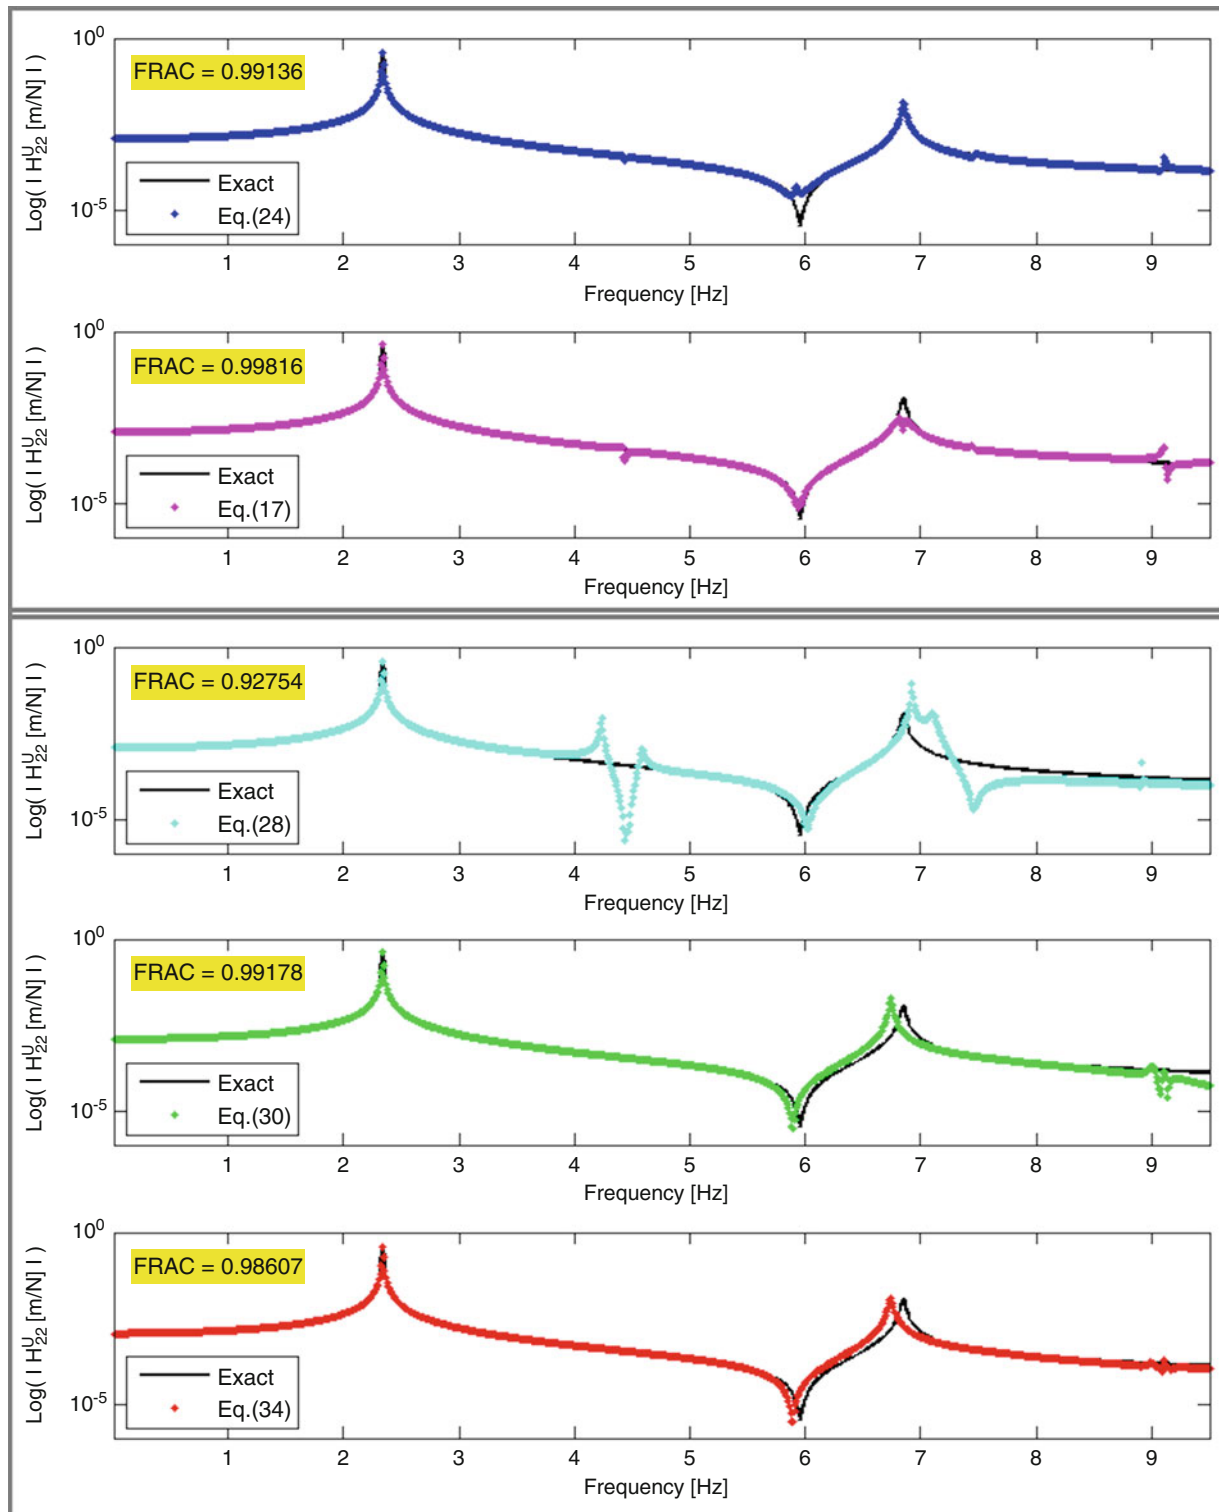 Log( | H^U_22 [m/N] | )
10^0
10^-5
FRAC = 0.99136
Exact
Eq.(24)
1 2 3 4 5 6 7 8 9
Frequency [Hz]
Log( | H^U_22 [m/N] | )
10^0
10^-5
FRAC = 0.99816
Exact
Eq.(17)
1 2 3 4 5 6 7 8 9
Frequency [Hz]
Log( | H^U_22 [m/N] | )
10^0
10^-5
FRAC = 0.92754
Exact
Eq.(28)
1 2 3 4 5 6 7 8 9
Frequency [Hz]
Log( | H^U_22 [m/N] | )
10^0
10^-5
FRAC = 0.99178
Exact
Eq.(30)
1 2 3 4 5 6 7 8 9
Frequency [Hz]
Log( | H^U_22 [m/N] | )
10^0
10^-5
FRAC = 0.98607
Exact
Eq.(34)
1 2 3 4 5 6 7 8 9
Frequency [Hz]